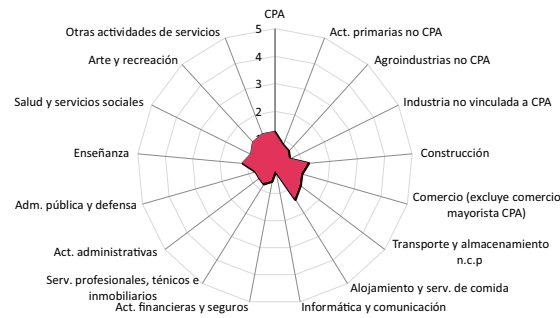 CPA
5
Otras actividades de servicios
Act. primarias no CPA
4
Arte y recreación
Agroindustrias no CPA
3
Salud y servicios sociales
Industria no vinculada a CPA
2
Enseñanza
Construcción
Adm. pública y defensa
Comercio (excluye comercio
mayorista CPA)
Act. administrativas
Transporte y almacenamiento
n.c.p
Serv. profesionales, ténicos e
inmobiliarios
Alojamiento y serv. de comida
Act. financieras y seguros
Informática y comunicación